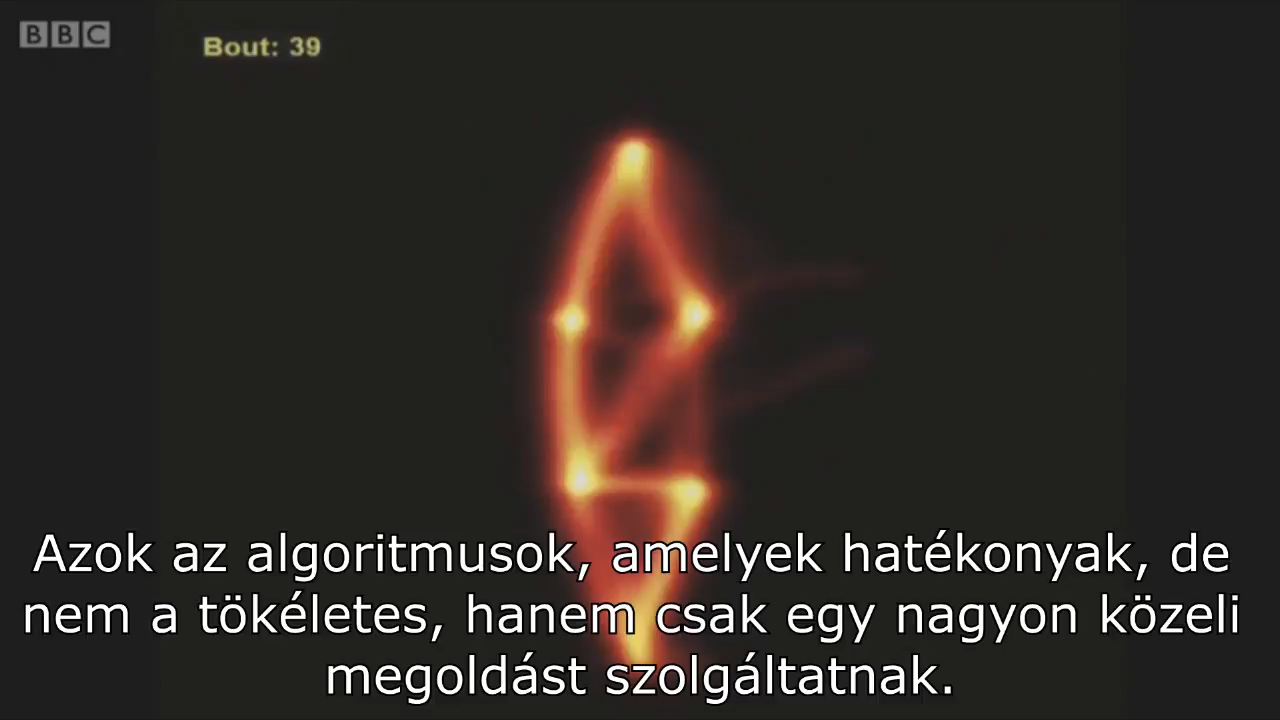 BBC
Bout: 39
Azok az algoritmusok, amelyek hatékonyak, de
nem a tökéletes, hanem csak egy nagyon közeli
megoldást szolgáltatnak.